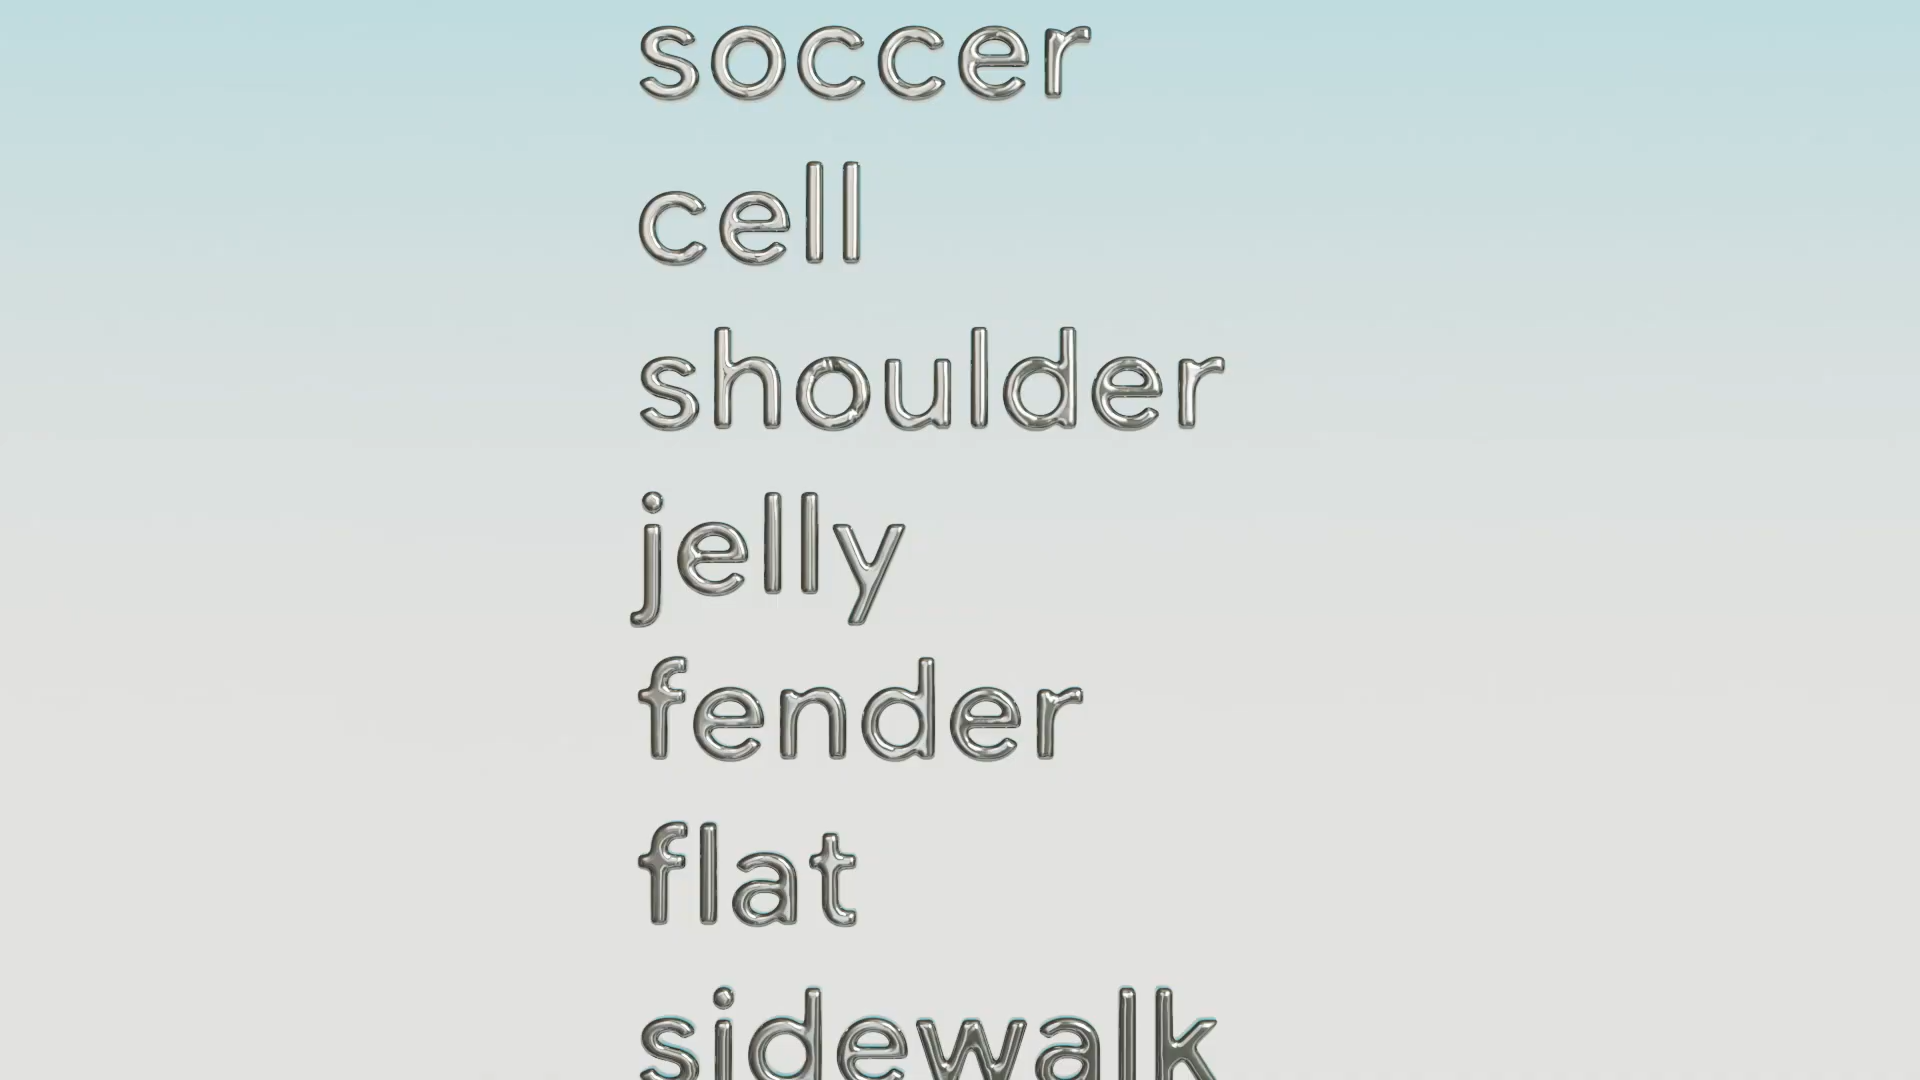 soccer
cell
shoulder
jelly
fender
flat
sidewalk